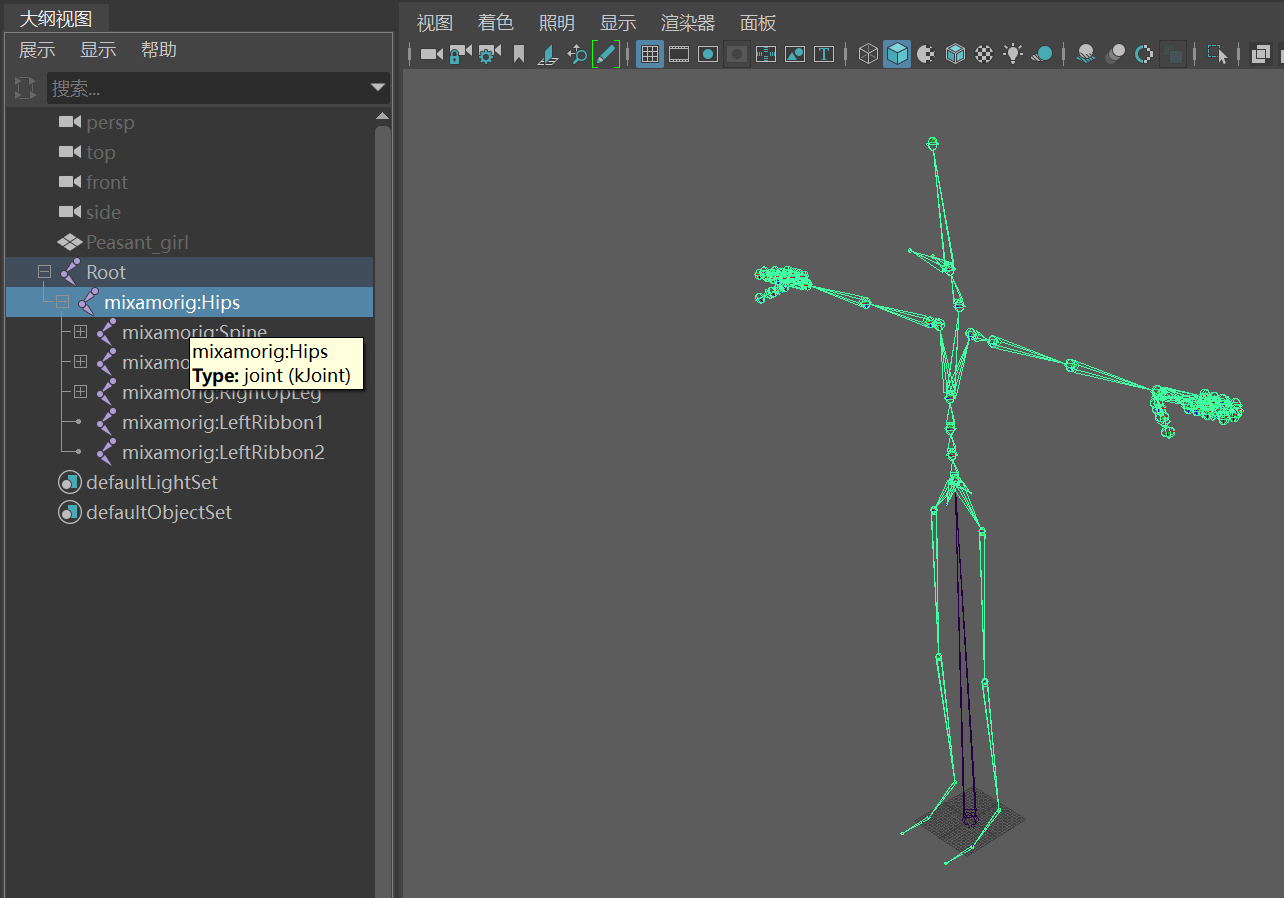 大纲视图
展示 显示 帮助
搜索...
persp
top
front
side
Peasant_girl
Root
mixamorig:Hips
mixamorig:Spine
mixamo
mixamorig:RightUpLeg
mixamorig:LeftRibbon1
mixamorig:LeftRibbon2
defaultLightSet
defaultObjectSet
mixamorig:Hips
Type: joint (kJoint)
视图 着色 照明 显示 渲染器 面板
T